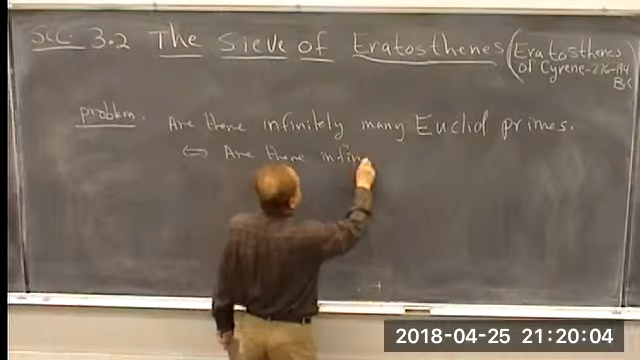 Sec. 3.2 The Sieve of Eratosthenes (Eratosthenes
of Cyrene-276-194
BC
problem. Are there infinitely many Euclid primes.
⇔ Are there infin
2018-04-25 21:20:04